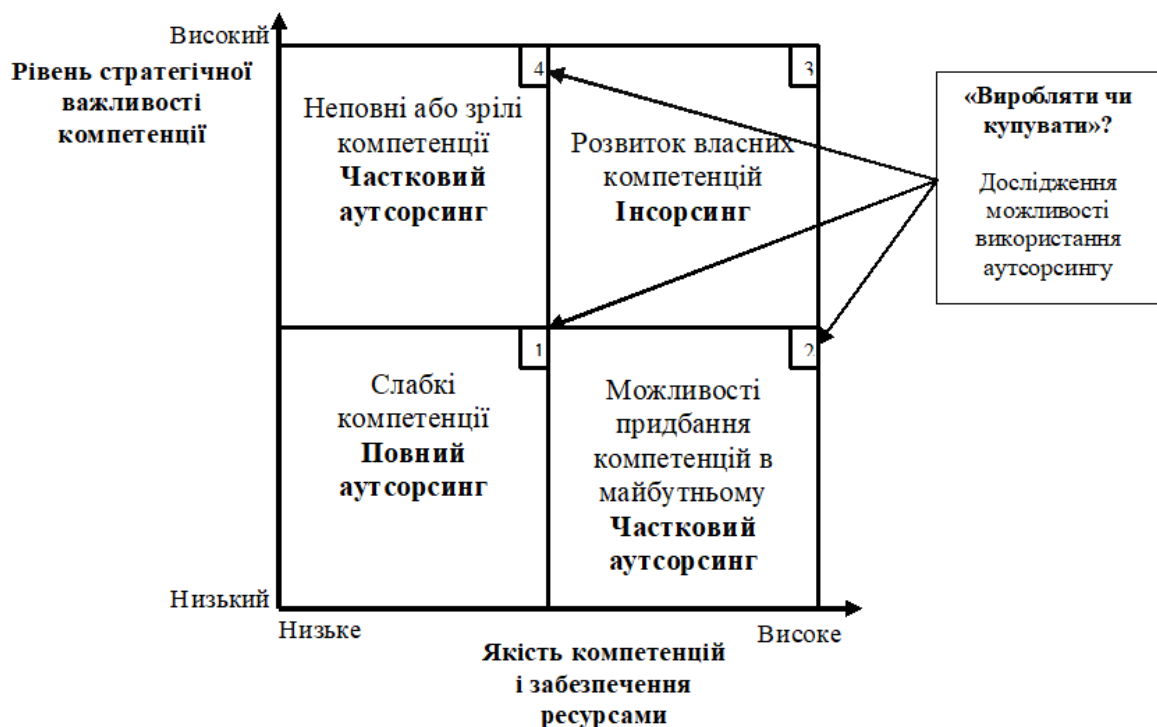 Високий
Рівень стратегічної
важливості
компетенції
4
Неповні або зрілі
компетенції
Частковий
аутсорсинг
3
Розвиток власних
компетенцій
Інсорсинг
«Виробляти чи
купувати»?
Дослідження
можливості
використання
аутсорсингу
1
Слабкі
компетенції
Повний
аутсорсинг
2
Можливості
придбання
компетенцій в
майбутньому
Частковий
аутсорсинг
Низький
Низьке
Високе
Якість компетенцій
і забезпечення
ресурсами